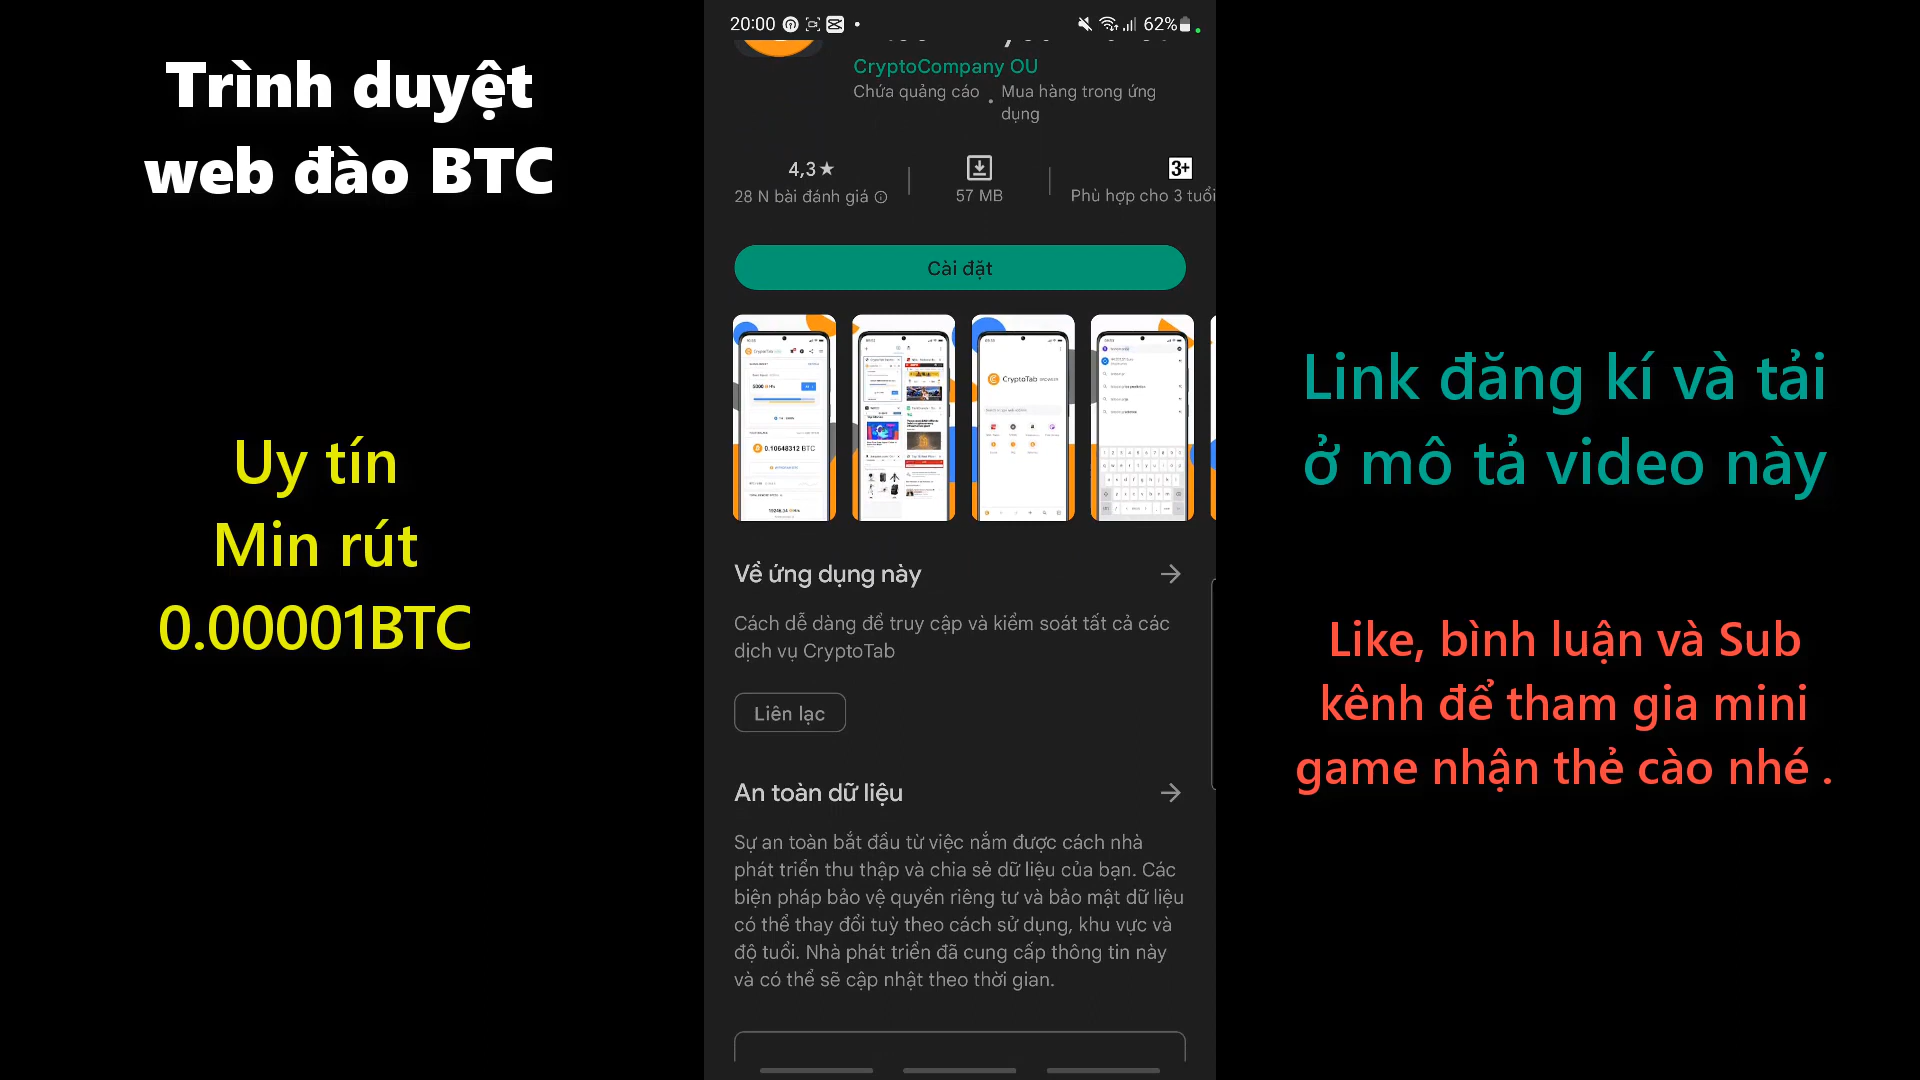 Trình duyệt
web đào BTC
Uy tín
Min rút
0.00001BTC
20:00
62%
CryptoCompany OU
Chứa quảng cáo
Mua hàng trong ứng
dụng
4,3★
28 N bài đánh giá
57 MB
3+
Phù hợp cho 3 tuổi
Cài đặt
0.10648312 BTC
CryptoTab
Về ứng dụng này
Cách dễ dàng để truy cập và kiểm soát tất cả các
dịch vụ CryptoTab
Liên lạc
An toàn dữ liệu
Sự an toàn bắt đầu từ việc nắm được cách nhà
phát triển thu thập và chia sẻ dữ liệu của bạn. Các
biện pháp bảo vệ quyền riêng tư và bảo mật dữ liệu
có thể thay đổi tuỳ theo cách sử dụng, khu vực và
độ tuổi. Nhà phát triển đã cung cấp thông tin này
và có thể sẽ cập nhật theo thời gian.
Link đăng kí và tải
ở mô tả video này
Like, bình luận và Sub
kênh để tham gia mini
game nhận thẻ cào nhé .